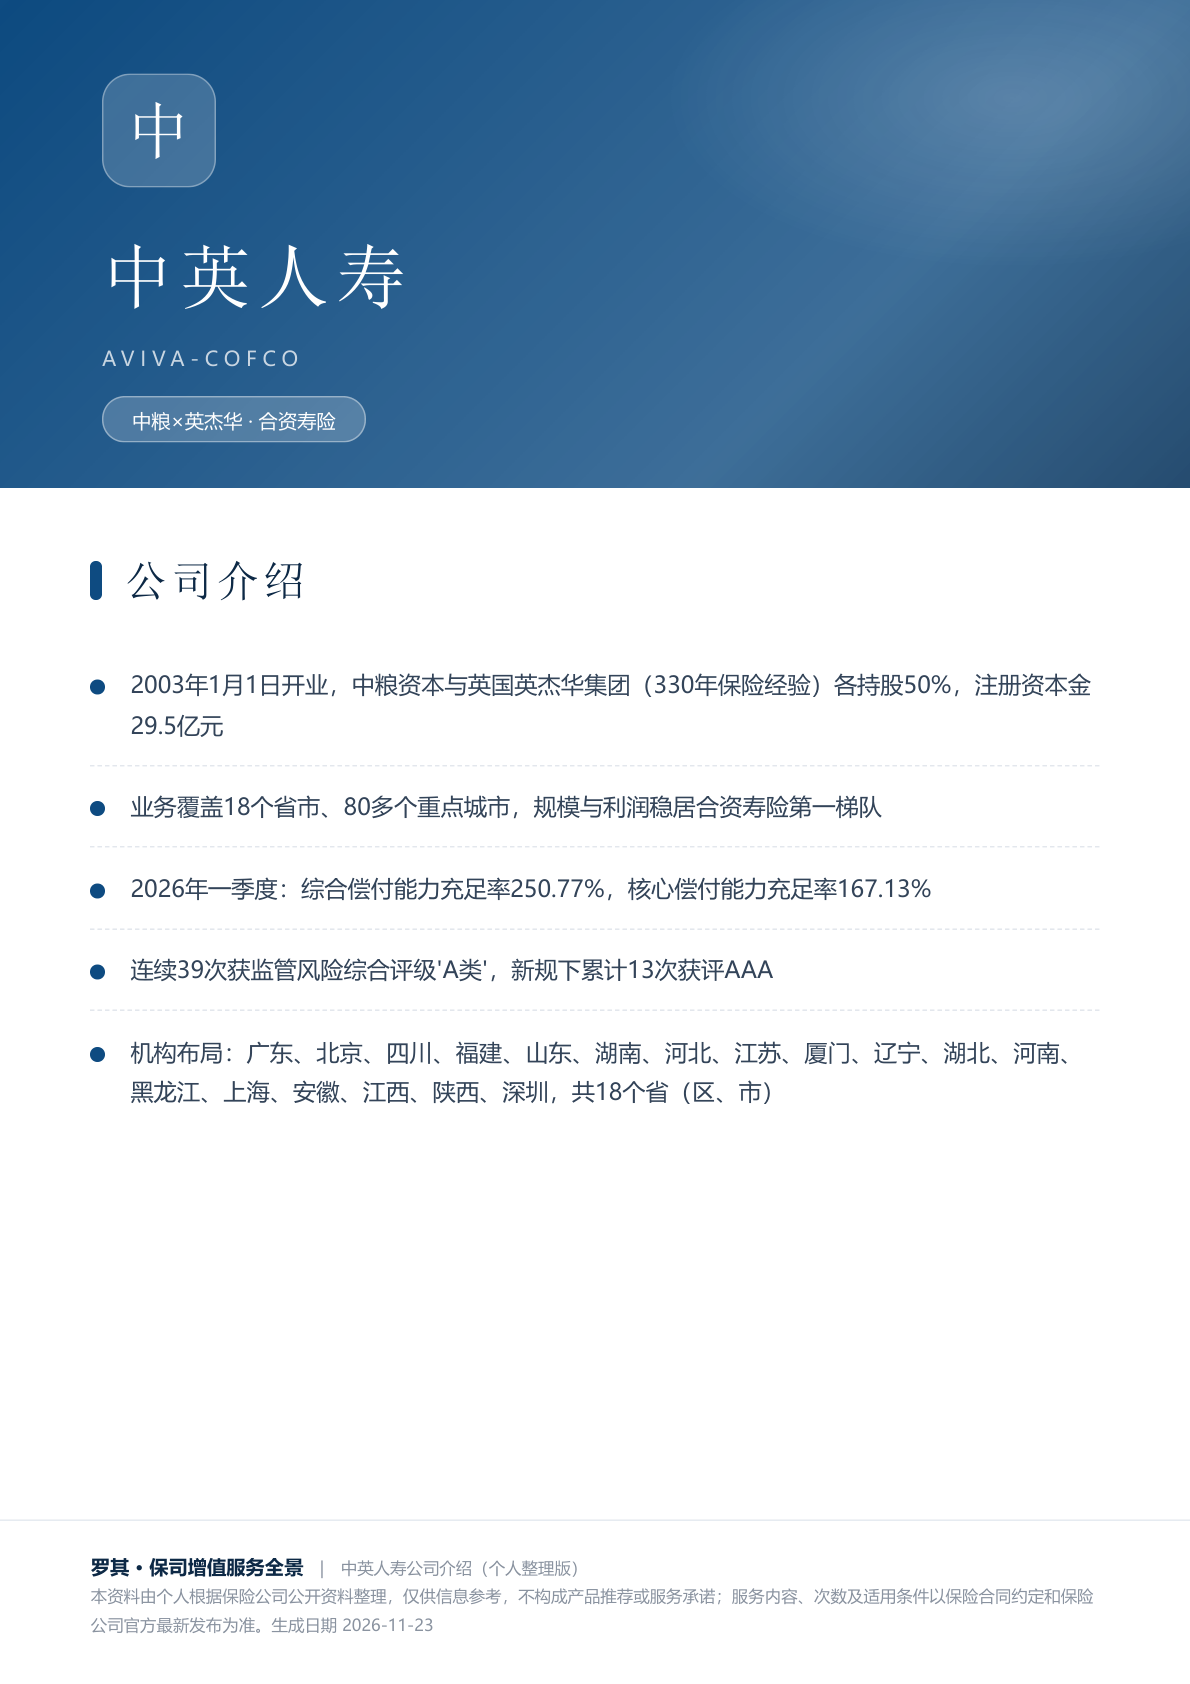 中
中英人寿
AVIVA-COFCO
中粮×英杰华 · 合资寿险
公司介绍
2003年1月1日开业，中粮资本与英国英杰华集团（330年保险经验）各持股50%，注册资本金
29.5亿元
业务覆盖18个省市、80多个重点城市，规模与利润稳居合资寿险第一梯队
2026年一季度：综合偿付能力充足率250.77%，核心偿付能力充足率167.13%
连续39次获监管风险综合评级'A类'，新规下累计13次获评AAA
机构布局：广东、北京、四川、福建、山东、湖南、河北、江苏、厦门、辽宁、湖北、河南、
黑龙江、上海、安徽、江西、陕西、深圳，共18个省（区、市）
罗其 • 保司增值服务全景 | 中英人寿公司介绍（个人整理版）
本资料由个人根据保险公司公开资料整理，仅供信息参考，不构成产品推荐或服务承诺；服务内容、次数及适用条件以保险合同约定和保险
公司官方最新发布为准。生成日期 2026-11-23